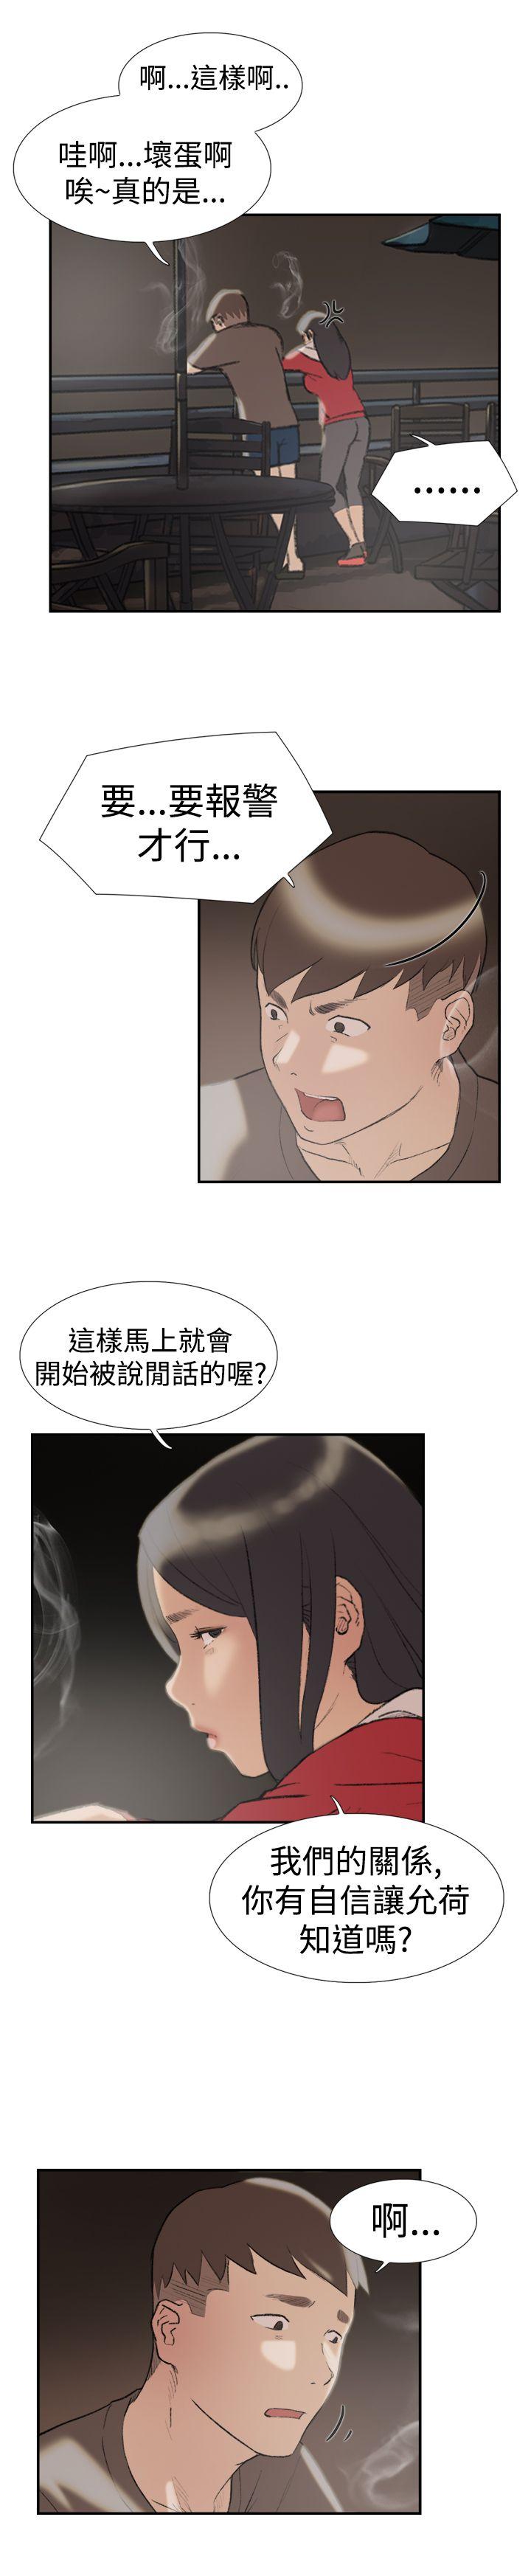 啊...這樣啊..
哇啊...壞蛋啊
唉~真的是...
......
要...要報警
才行...
這樣馬上就會
開始被說閒話的喔?
我們的關係,
你有自信讓允荷
知道嗎?
啊...